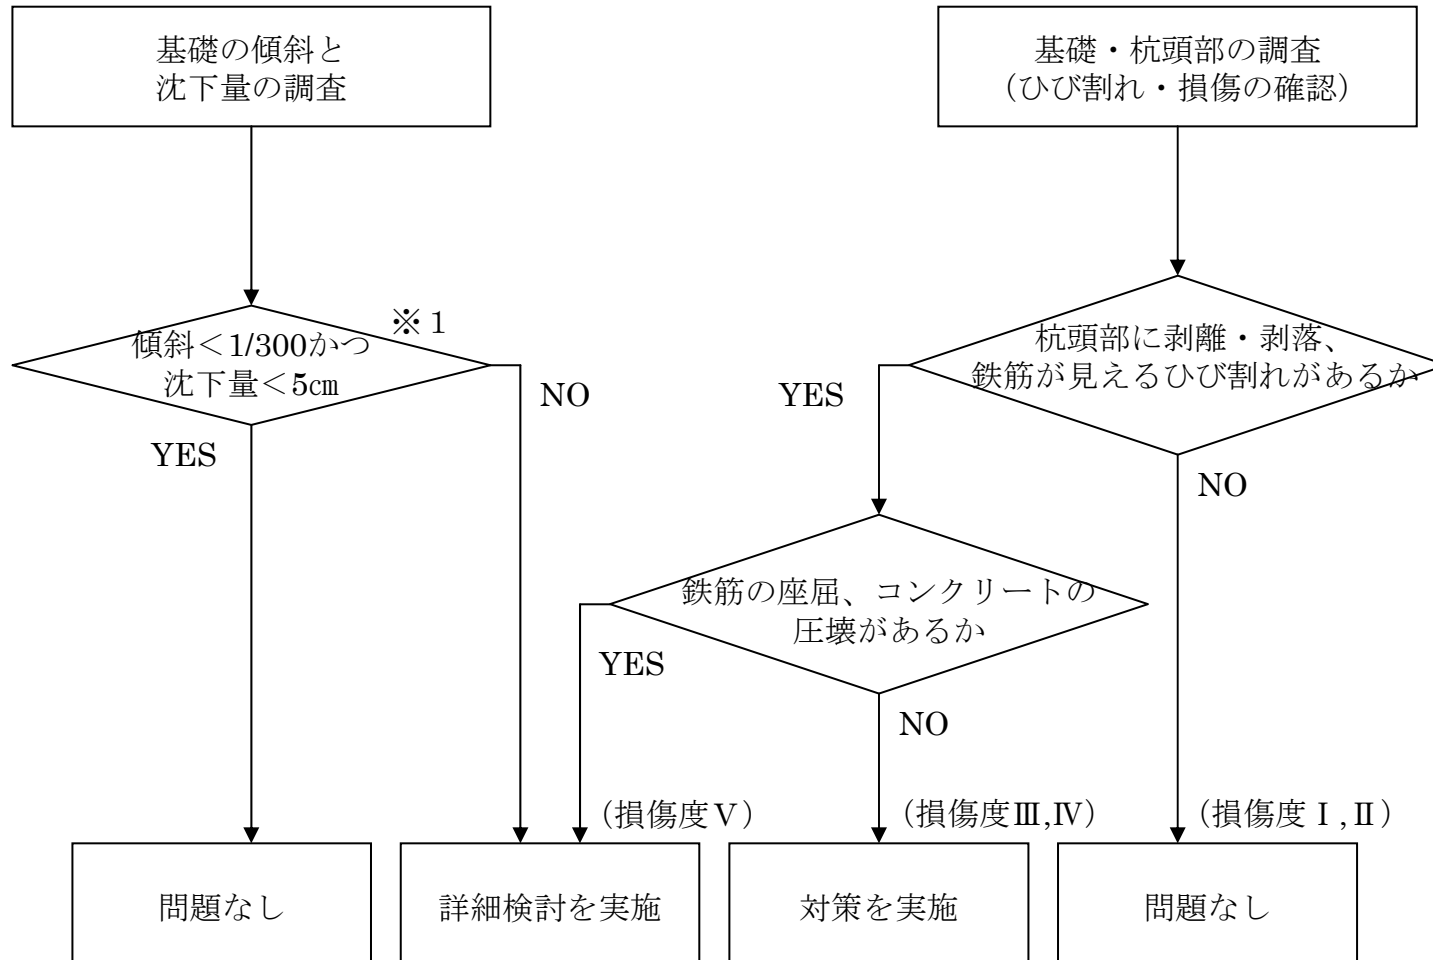 基礎の傾斜と
沈下量の調査
基礎・杭頭部の調査
（ひび割れ・損傷の確認）
※１
傾斜＜1/300かつ
沈下量＜5㎝
NO
YES
杭頭部に剥離・剥落、
鉄筋が見えるひび割れがあるか
YES
NO
鉄筋の座屈、コンクリートの
圧壊があるか
YES
NO
（損傷度Ⅴ）
（損傷度Ⅲ,Ⅳ）
（損傷度Ⅰ,Ⅱ）
問題なし
詳細検討を実施
対策を実施
問題なし